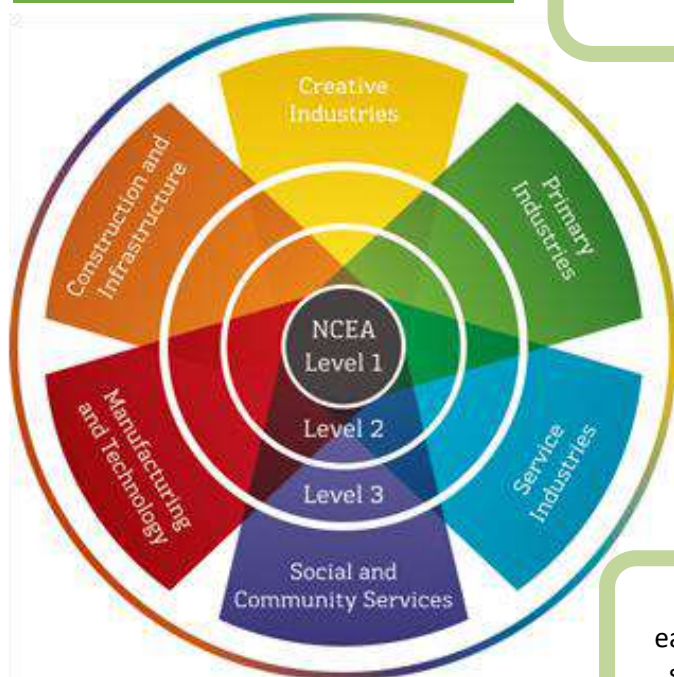 Creative
Industries
Primary
Industries
Service
Industries
Social and
Community Services
Manufacturing
and Technology
Construction and
Infrastructure
NCEA
Level 1
Level 2
Level 3